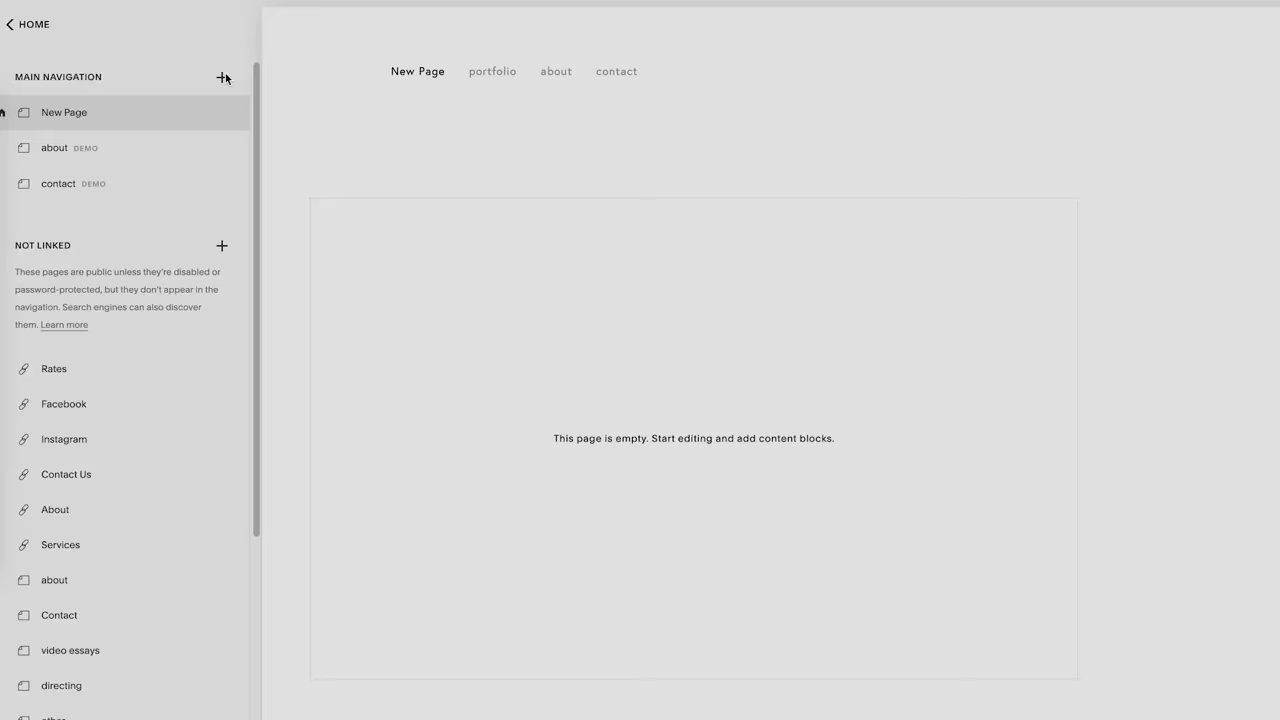 HOME
MAIN NAVIGATION
New Page
about DEMO
contact DEMO
NOT LINKED
These pages are public unless they're disabled or
password-protected, but they don't appear in the
navigation. Search engines can also discover
them. Learn more
Rates
Facebook
Instagram
Contact Us
About
Services
about
Contact
video essays
directing
New Page portfolio about contact
This page is empty. Start editing and add content blocks.